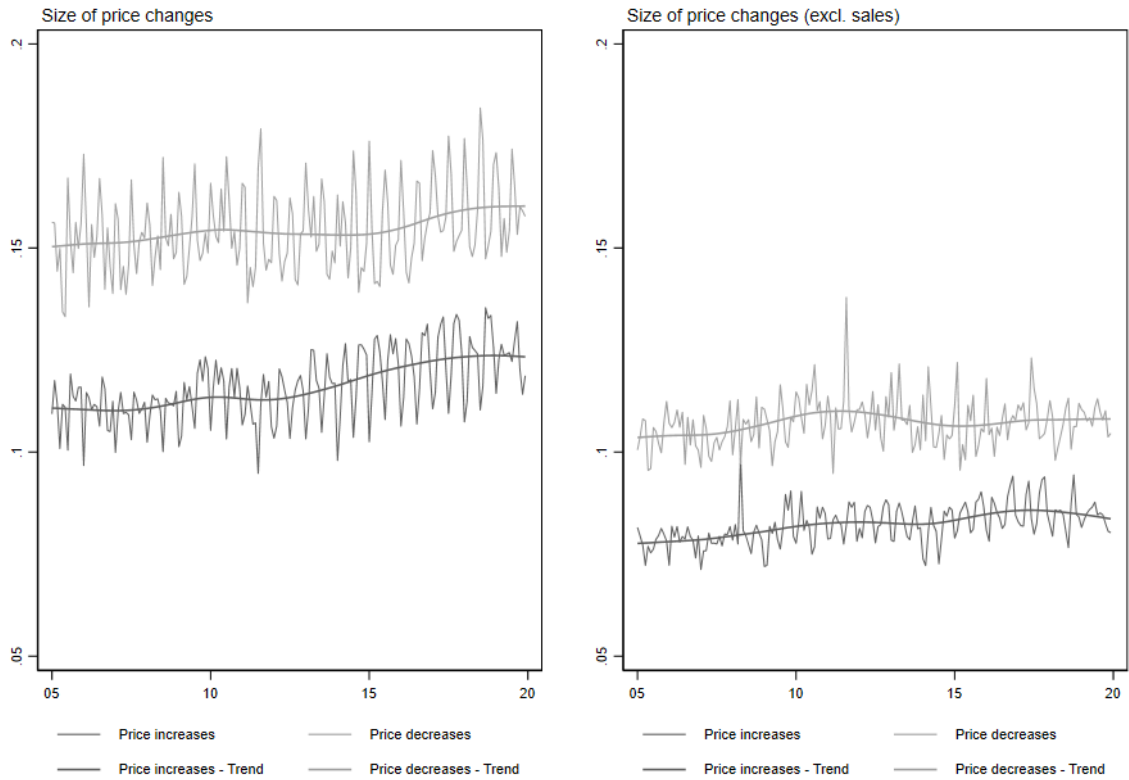 Size of price changes
.2
.15
.1
.05
05 10 15 20
Price increases Price decreases
Price increases - Trend Price decreases - Trend
Size of price changes (excl. sales)
.2
.15
.1
.05
05 10 15 20
Price increases Price decreases
Price increases - Trend Price decreases - Trend